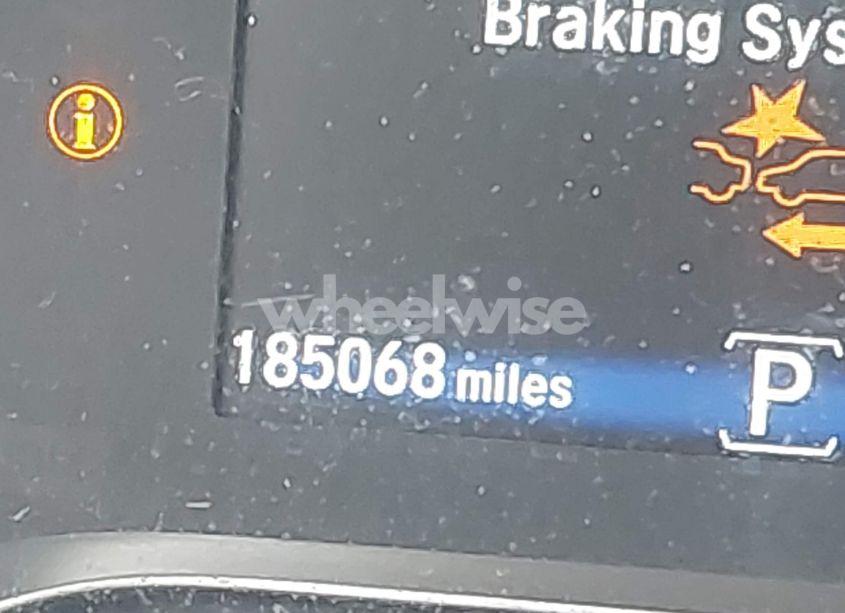 Braking Sys
i
wheelwise
185068 miles
P